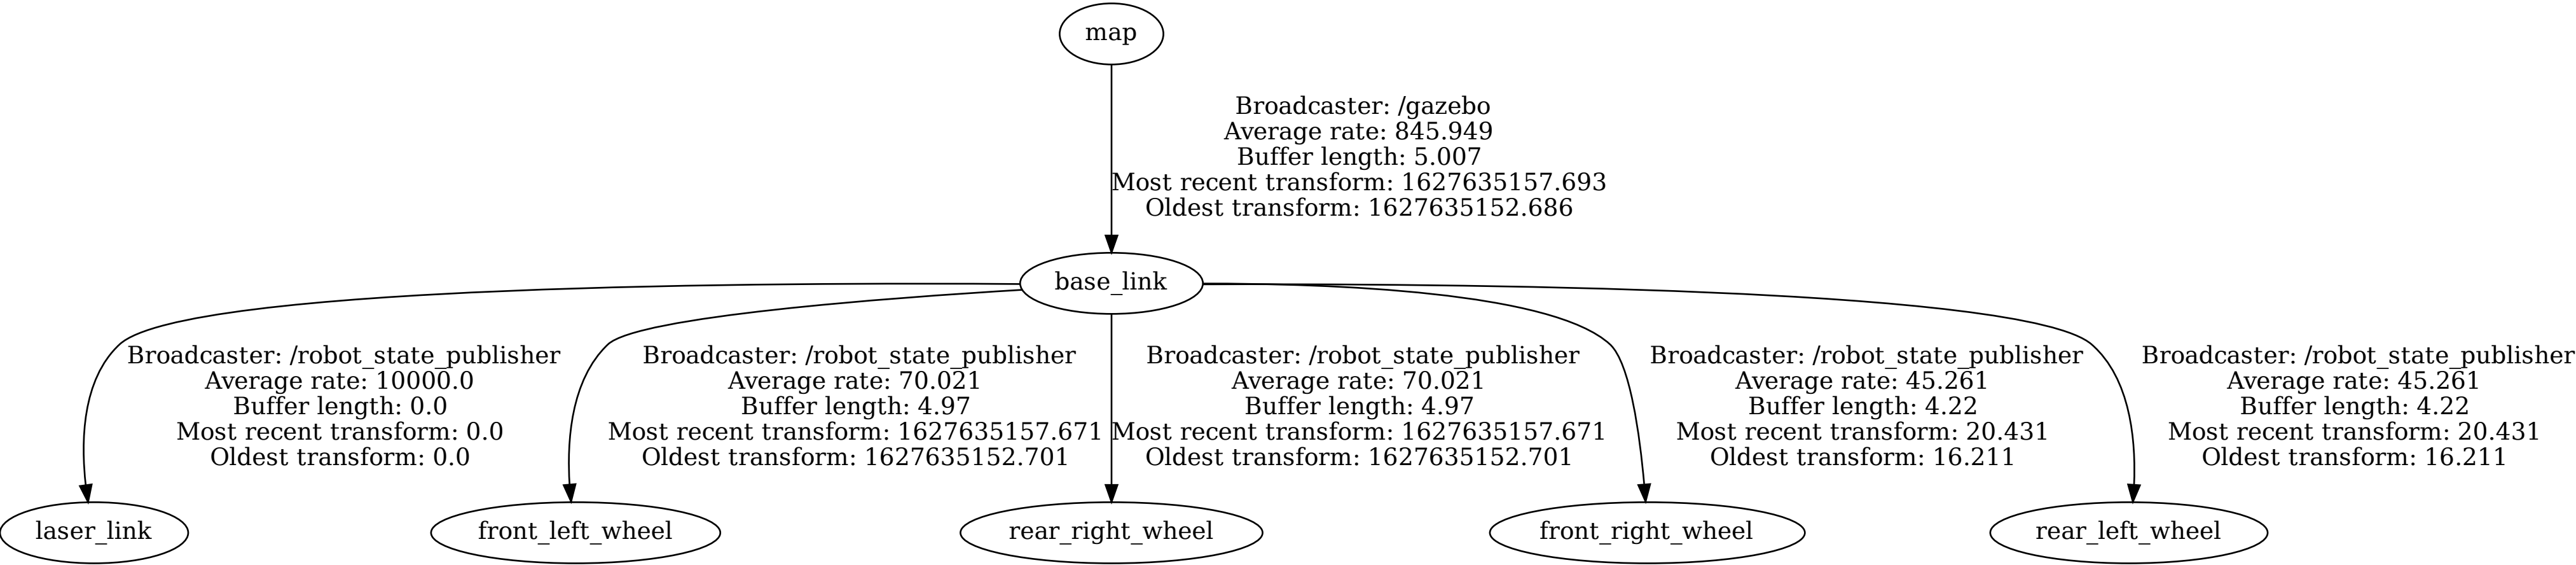 map
Broadcaster: /gazebo
Average rate: 845.949
Buffer length: 5.007
Most recent transform: 1627635157.693
Oldest transform: 1627635152.686
base_link
Broadcaster: /robot_state_publisher
Average rate: 10000.0
Buffer length: 0.0
Most recent transform: 0.0
Oldest transform: 0.0
Broadcaster: /robot_state_publisher
Average rate: 70.021
Buffer length: 4.97
Most recent transform: 1627635157.671
Oldest transform: 1627635152.701
Broadcaster: /robot_state_publisher
Average rate: 70.021
Buffer length: 4.97
Most recent transform: 1627635157.671
Oldest transform: 1627635152.701
Broadcaster: /robot_state_publisher
Average rate: 45.261
Buffer length: 4.22
Most recent transform: 20.431
Oldest transform: 16.211
Broadcaster: /robot_state_publisher
Average rate: 45.261
Buffer length: 4.22
Most recent transform: 20.431
Oldest transform: 16.211
laser_link
front_left_wheel
rear_right_wheel
front_right_wheel
rear_left_wheel